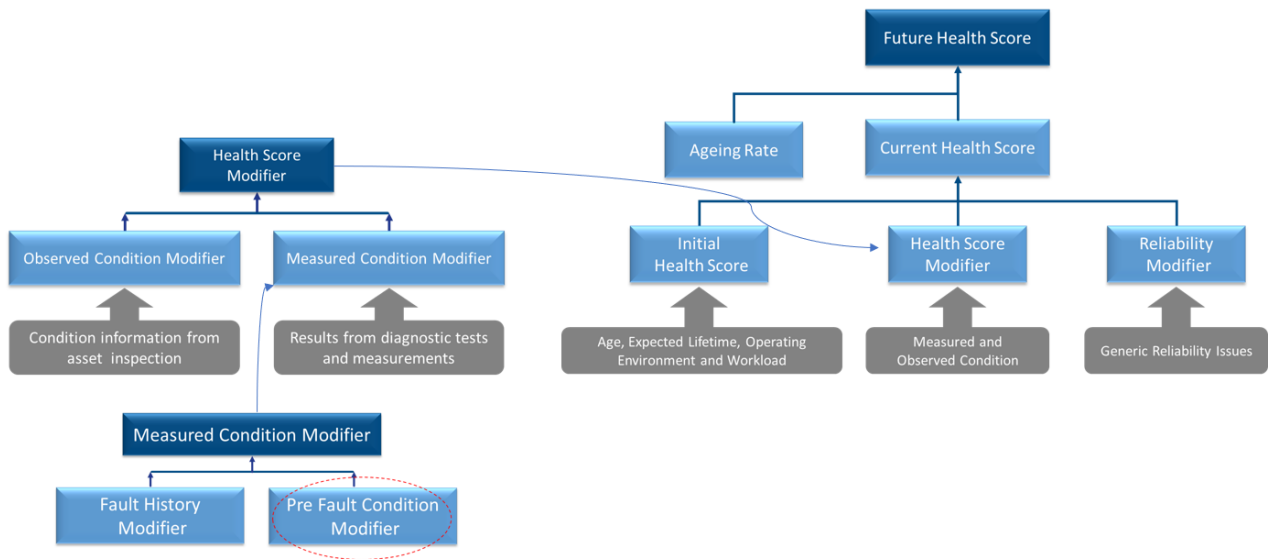 Future Health Score
Ageing Rate
Current Health Score
Health Score
Modifier
Observed Condition Modifier
Measured Condition Modifier
Initial
Health Score
Health Score
Modifier
Reliability
Modifier
Condition information from
asset inspection
Results from diagnostic tests
and measurements
Age, Expected Lifetime, Operating
Environment and Workload
Measured and
Observed Condition
Generic Reliability Issues
Measured Condition Modifier
Fault History
Modifier
Pre Fault Condition
Modifier